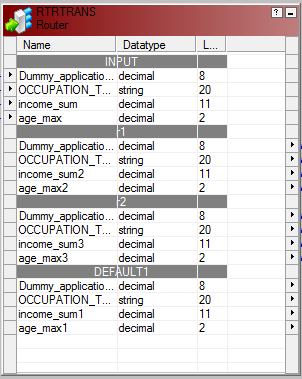 RTRTRANS
Router
Name Datatype L...
INPUT
Dummy_applicatio... decimal 8
OCCUPATION_T... string 20
income_sum decimal 11
age_max decimal 2
r1
Dummy_applicatio... decimal 8
OCCUPATION_T... string 20
income_sum2 decimal 11
age_max2 decimal 2
r2
Dummy_applicatio... decimal 8
OCCUPATION_T... string 20
income_sum3 decimal 11
age_max3 decimal 2
DEFAULT1
Dummy_applicatio... decimal 8
OCCUPATION_T... string 20
income_sum1 decimal 11
age_max1 decimal 2